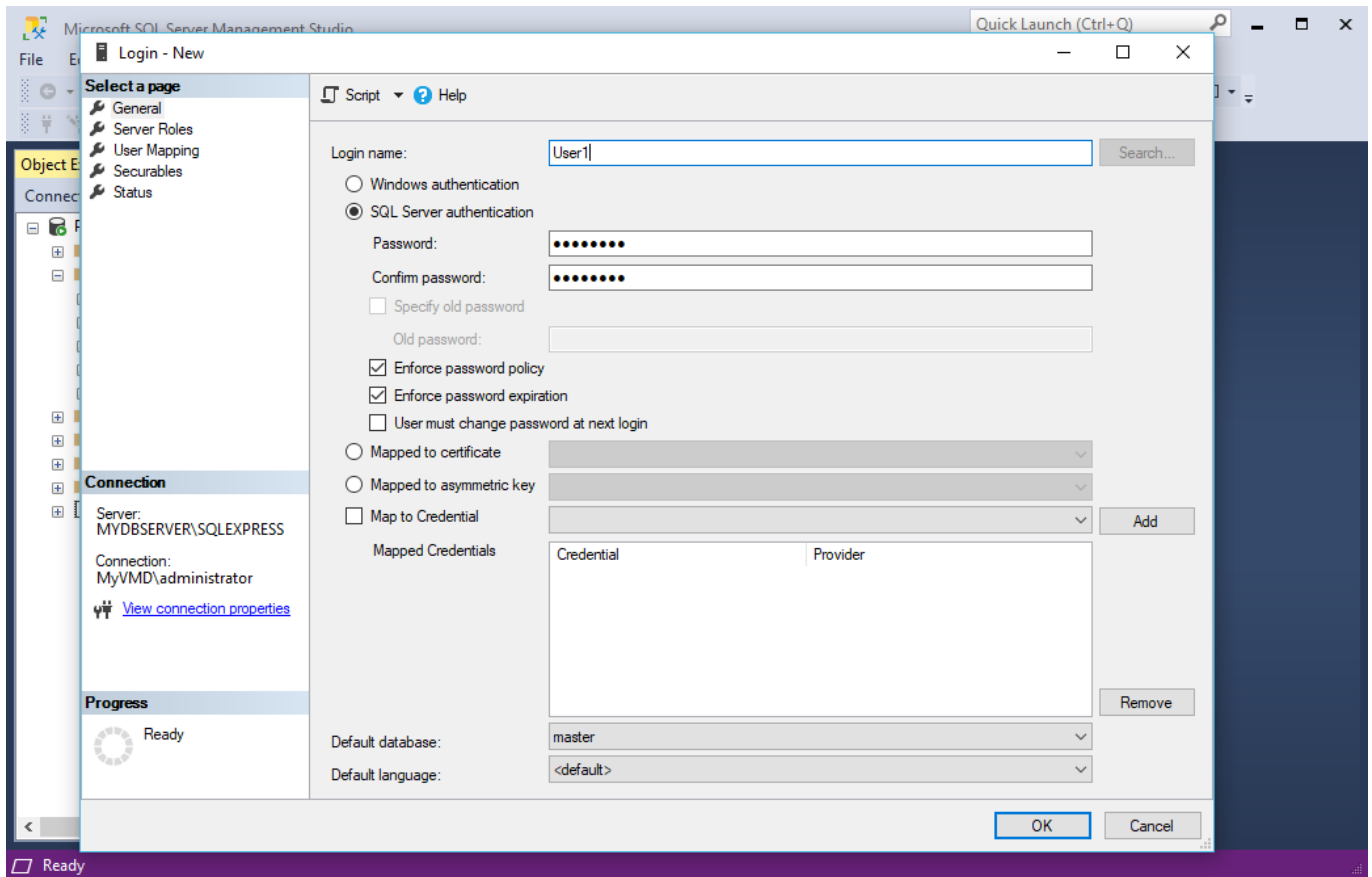 Microsoft SQL Server Management Studio
Quick Launch (Ctrl+Q)
File
Login - New
Select a page
General
Server Roles
User Mapping
Securables
Status
Script
Help
Object E
Connec
Login name:
User1
Search...
Windows authentication
SQL Server authentication
Password:
●●●●●●●●
Confirm password:
●●●●●●●●
Specify old password
Old password:
Enforce password policy
Enforce password expiration
User must change password at next login
Mapped to certificate
Mapped to asymmetric key
Map to Credential
Add
Mapped Credentials
Credential
Provider
Remove
Connection
Server:
MYDBSERVER\SQLEXPRESS
Connection:
MyVMD\administrator
View connection properties
Progress
Ready
Default database:
master
Default language:
<default>
OK
Cancel
Ready